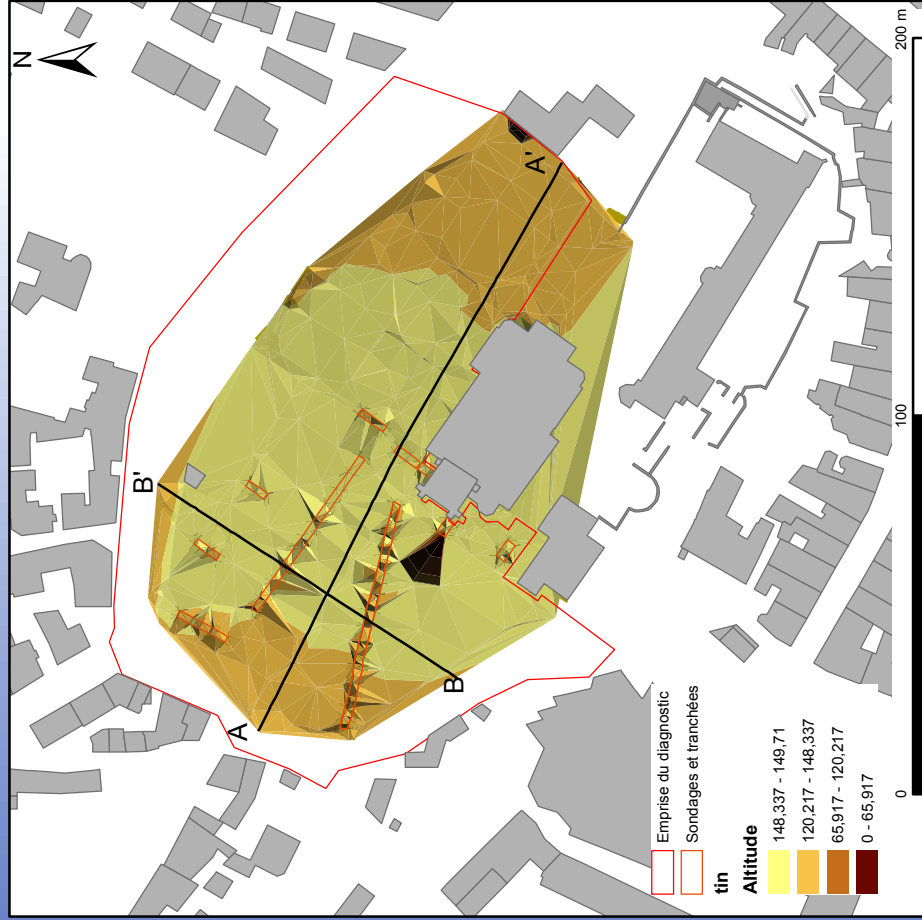 N
A
A'
B
B'
Emprise du diagnostic
Sondages et tranchées
tin
Altitude
148,337 - 149,71
120,217 - 148,337
65,917 - 120,217
0 - 65,917
0
100
200 m